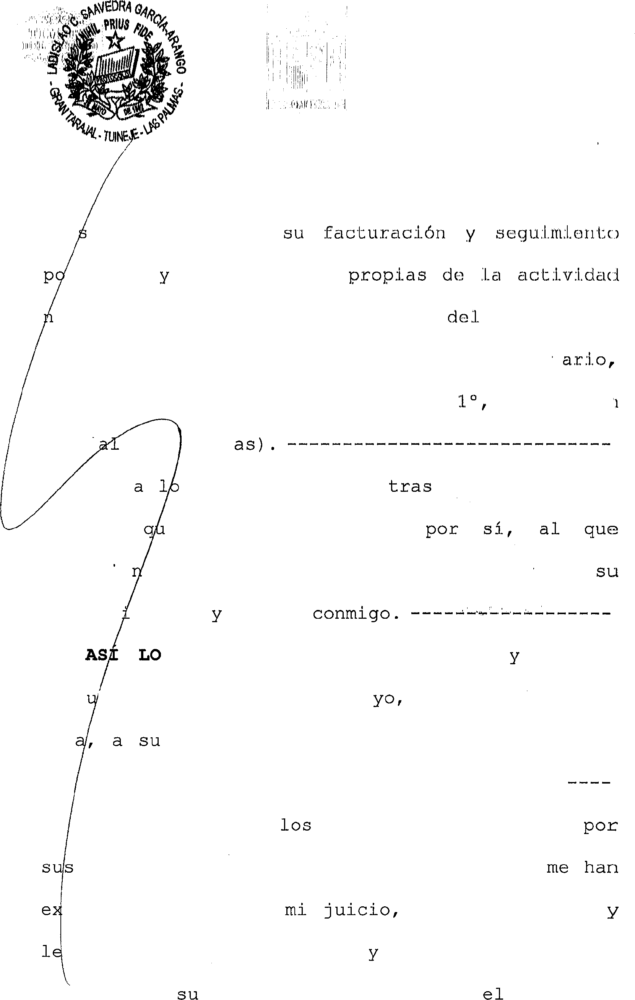 LADISLAO C. SAAVEDRA GARCÍA-ARANGO
NIHIL PRIUS FIDE
- GRAN TARAJAL - TUINEJE - LAS PALMAS -
s su facturación y seguimiento
po y propias de la actividad
n del
ario,
1º,
al as). -----------------------------
a lo tras
qu por sí, al que
n su
i y conmigo. ------------------
ASÍ LO y
u yo,
a, a su
----
los por
sus me han
ex mi juicio, y
le y
su el